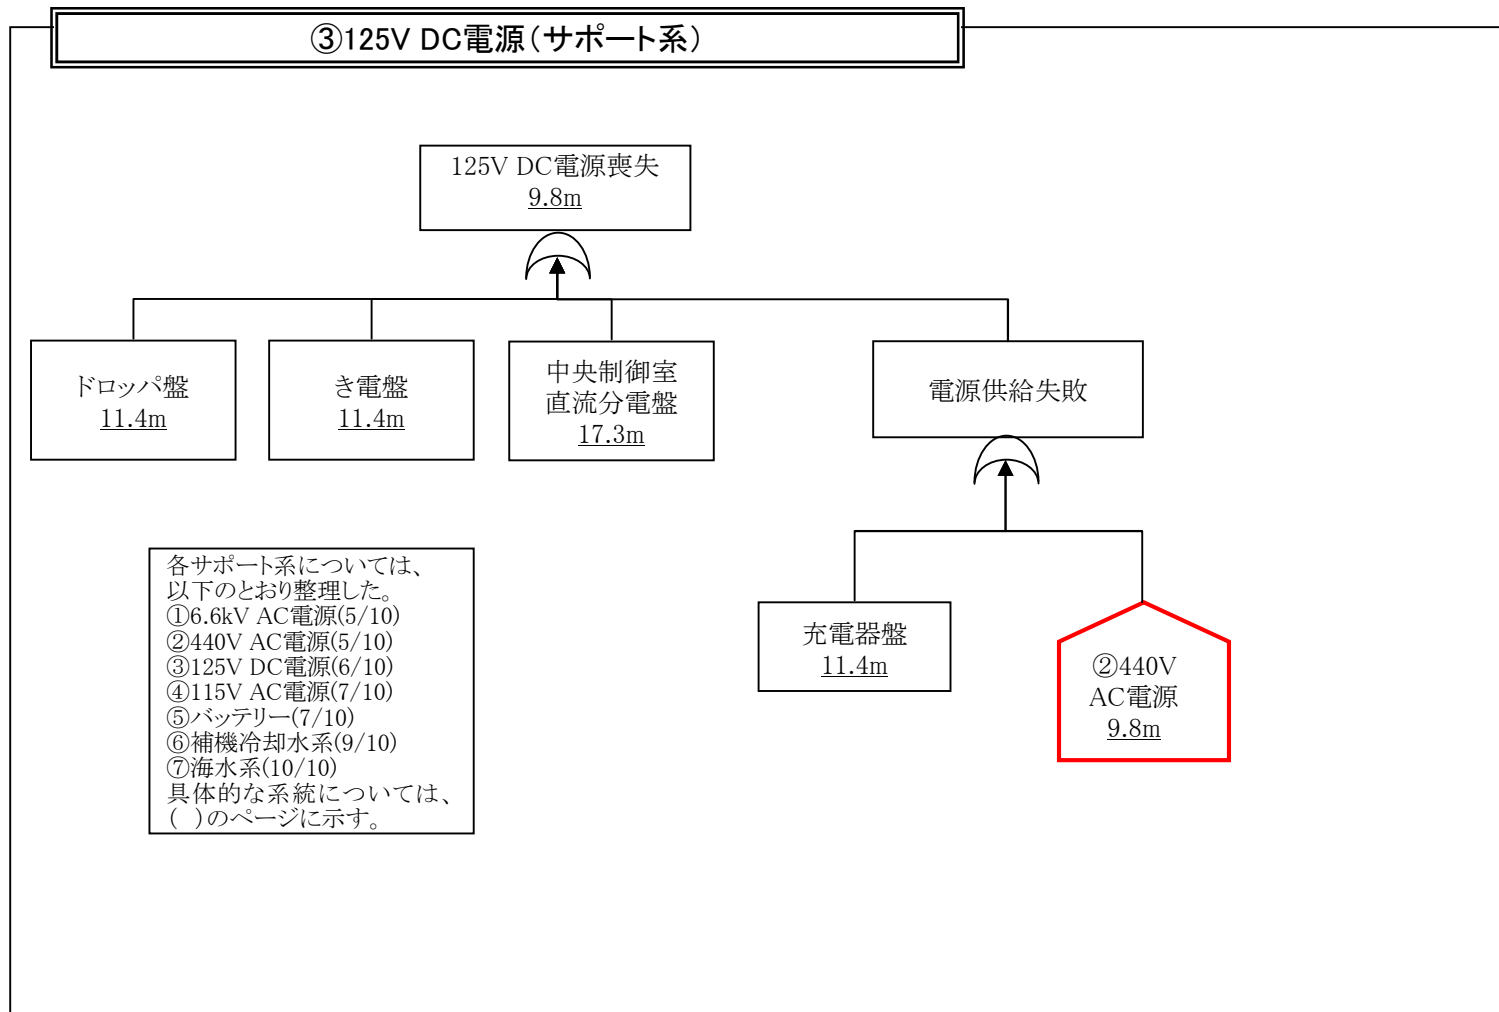 ③125V DC電源(サポート系)
125V DC電源喪失
9.8m
ドロッパ盤
11.4m
き電盤
11.4m
中央制御室
直流分電盤
17.3m
電源供給失敗
充電器盤
11.4m
②440V
AC電源
9.8m
各サポート系については、
以下のとおり整理した。
①6.6kV AC電源(5/10)
②440V AC電源(5/10)
③125V DC電源(6/10)
④115V AC電源(7/10)
⑤バッテリー(7/10)
⑥補機冷却水系(9/10)
⑦海水系(10/10)
具体的な系統については、
( )のページに示す。